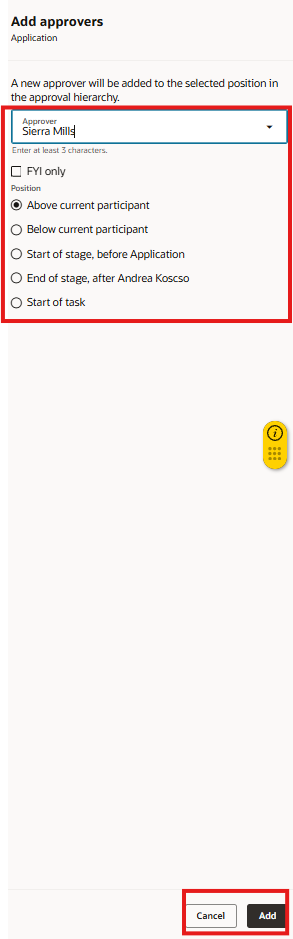 Add approvers
Application
A new approver will be added to the selected position in
the approval hierarchy.
Approver
Sierra Mills
Enter at least 3 characters.
FYI only
Position
Above current participant
Below current participant
Start of stage, before Application
End of stage, after Andrea Koscso
Start of task
Cancel
Add